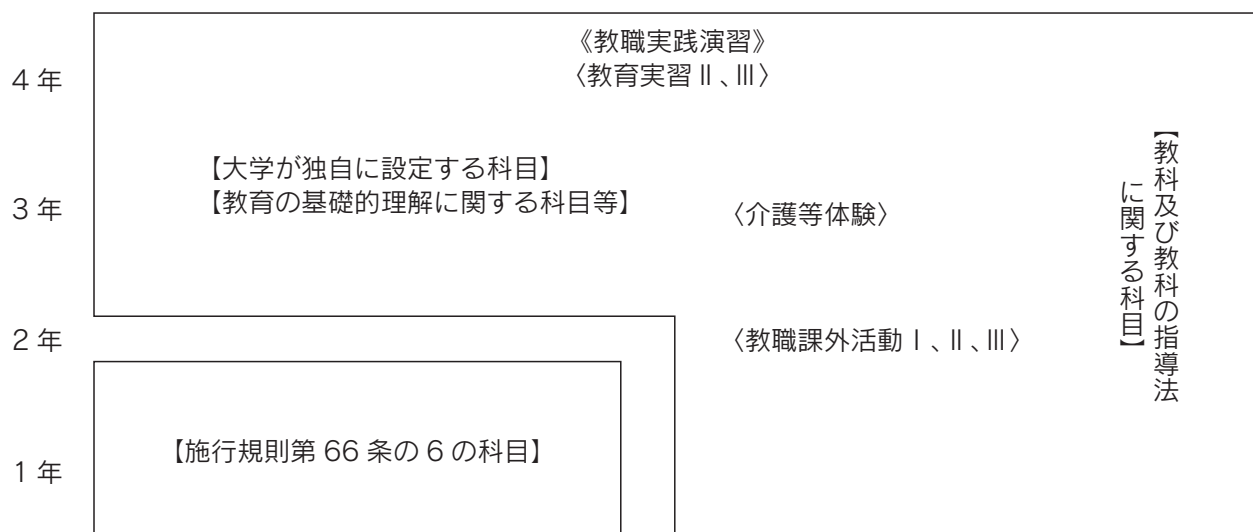 《教職実践演習》
4 年
〈教育実習Ⅱ、Ⅲ〉
【大学が独自に設定する科目】
3 年
【教育の基礎的理解に関する科目等】
〈介護等体験〉
【教科及び教科の指導法
に関する科目】
2 年
〈教職課外活動Ⅰ、Ⅱ、Ⅲ〉
【施行規則第 66 条の 6 の科目】
1 年